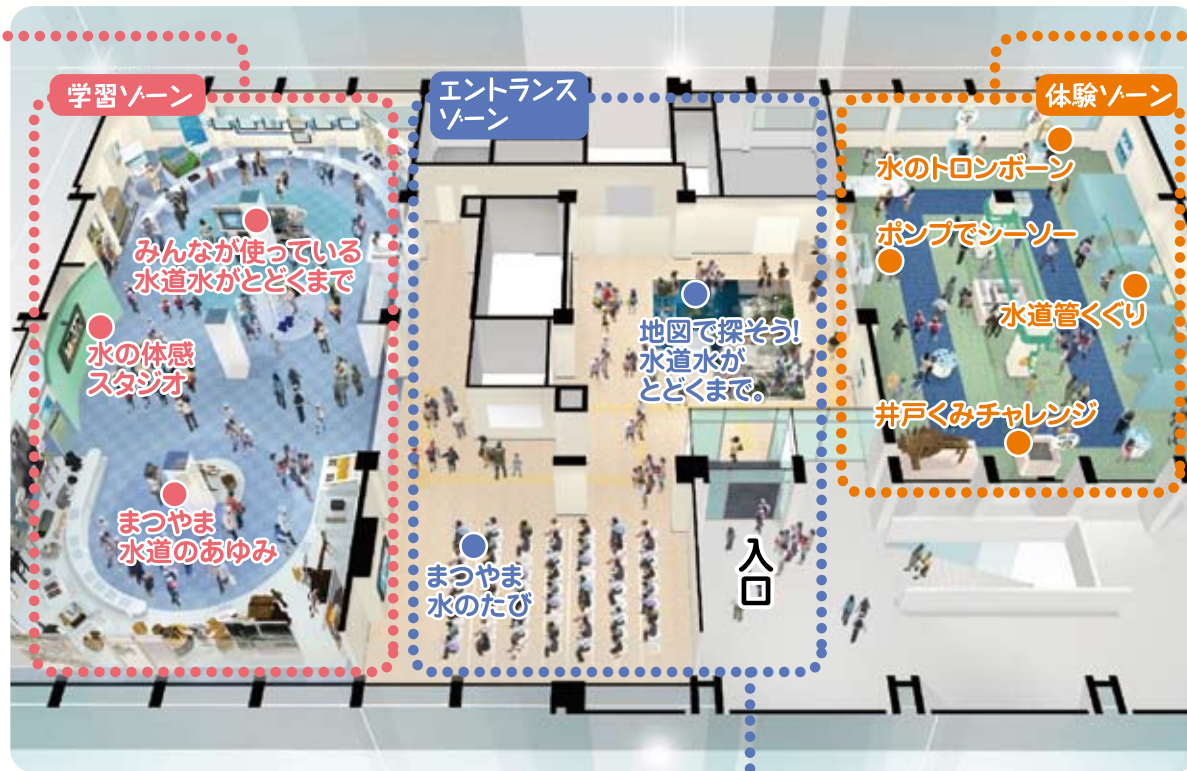 学習ゾーン
みんなが使っている
水道水がとどくまで
水の体感
スタジオ
まつやま
水道のあゆみ
エントランス
ゾーン
地図で探そう!
水道水が
とどくまで。
まつやま
水のたび
入口
体験ゾーン
水のトロンボーン
ポンプでシーソー
水道管くぐり
井戸くみチャレンジ